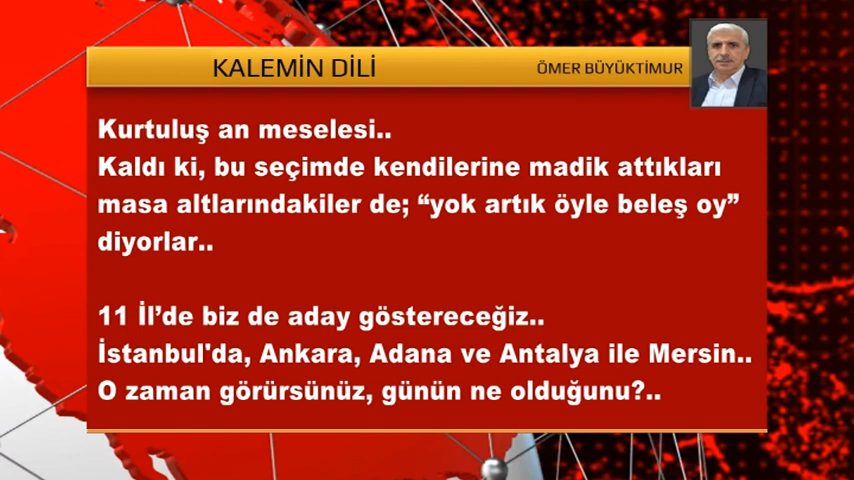 KALEMİN DİLİ
ÖMER BÜYÜKTİMUR
Kurtuluş an meselesi..
Kaldı ki, bu seçimde kendilerine madik attıkları
masa altlarındakiler de; “yok artık öyle beleş oy”
diyorlar..
11 İl’de biz de aday göstereceğiz..
İstanbul'da, Ankara, Adana ve Antalya ile Mersin..
O zaman görürsünüz, günün ne olduğunu?..